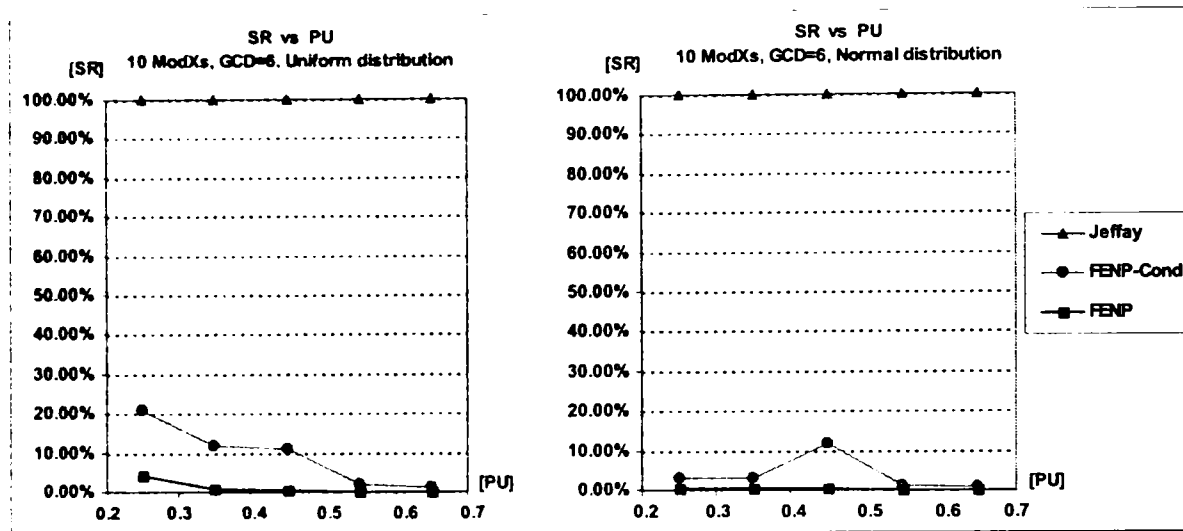 SR vs PU
10 ModXs, GCD=6, Uniform distribution
[SR]
100.00%
90.00%
80.00%
70.00%
60.00%
50.00%
40.00%
30.00%
20.00%
10.00%
0.00%
0.2 0.3 0.4 0.5 0.6 0.7
[PU]
SR vs PU
10 ModXs, GCD=6, Normal distribution
[SR]
100.00%
90.00%
80.00%
70.00%
60.00%
50.00%
40.00%
30.00%
20.00%
10.00%
0.00%
0.2 0.3 0.4 0.5 0.6 0.7
[PU]
Jeffay
FENP-Cond
FENP